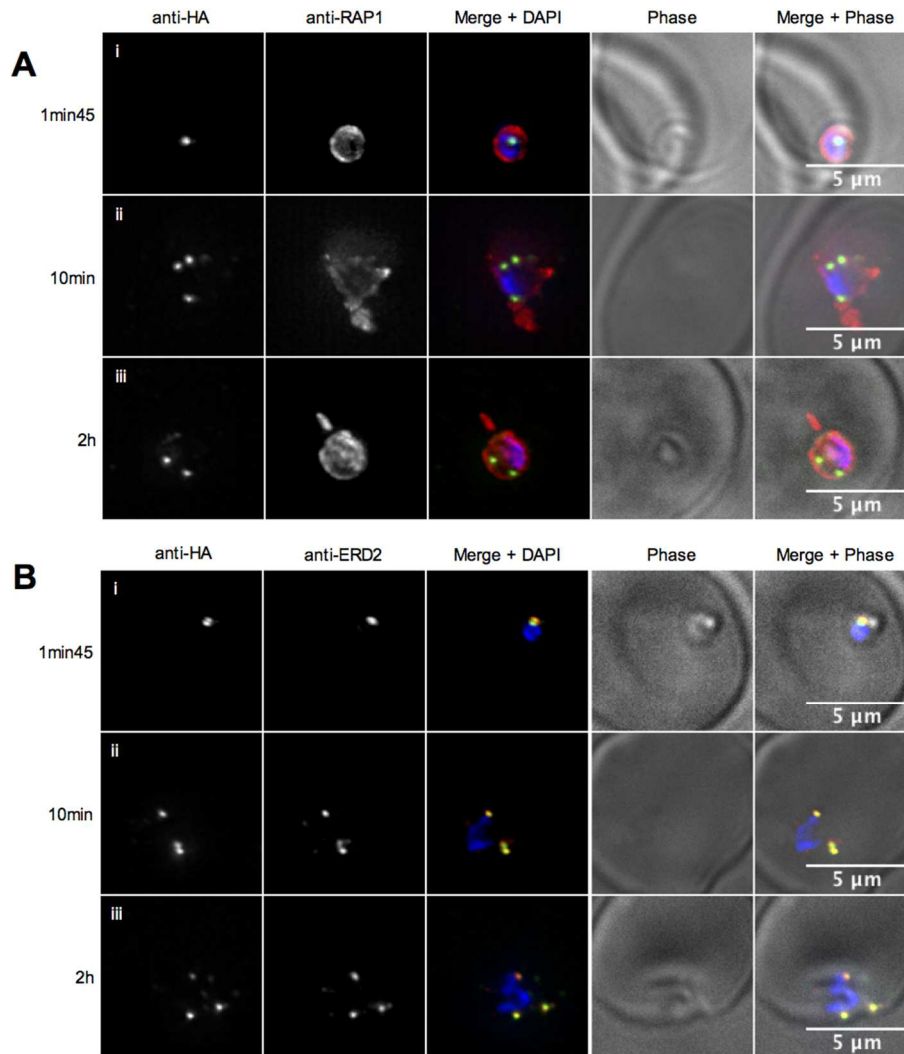 anti-HA anti-RAP1 Merge + DAPI Phase Merge + Phase
A
i
1min45
5 µm
ii
10min
5 µm
iii
2h
5 µm
anti-HA anti-ERD2 Merge + DAPI Phase Merge + Phase
B
i
1min45
5 µm
ii
10min
5 µm
iii
2h
5 µm